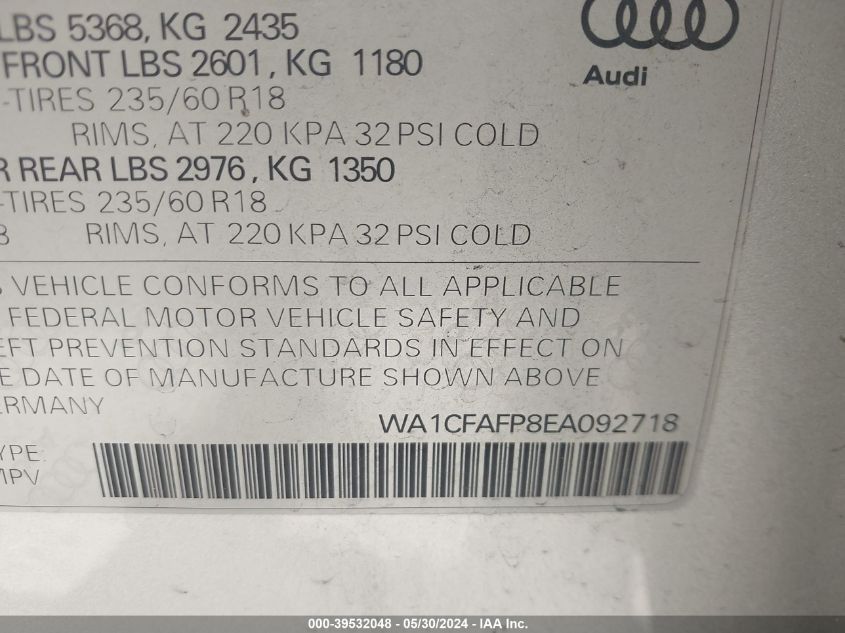 LBS 5368, KG 2435
FRONT LBS 2601, KG 1180
-TIRES 235/60 R18
RIMS, AT 220 KPA 32 PSI COLD
R REAR LBS 2976, KG 1350
-TIRES 235/60 R18
RIMS, AT 220 KPA 32 PSI COLD
Audi
S VEHICLE CONFORMS TO ALL APPLICABLE
FEDERAL MOTOR VEHICLE SAFETY AND
EFT PREVENTION STANDARDS IN EFFECT ON
E DATE OF MANUFACTURE SHOWN ABOVE
ERMANY
WA1CFAFP8EA092718
YPE:
MPV
000-39532048 - 05/30/2024 - IAA Inc.